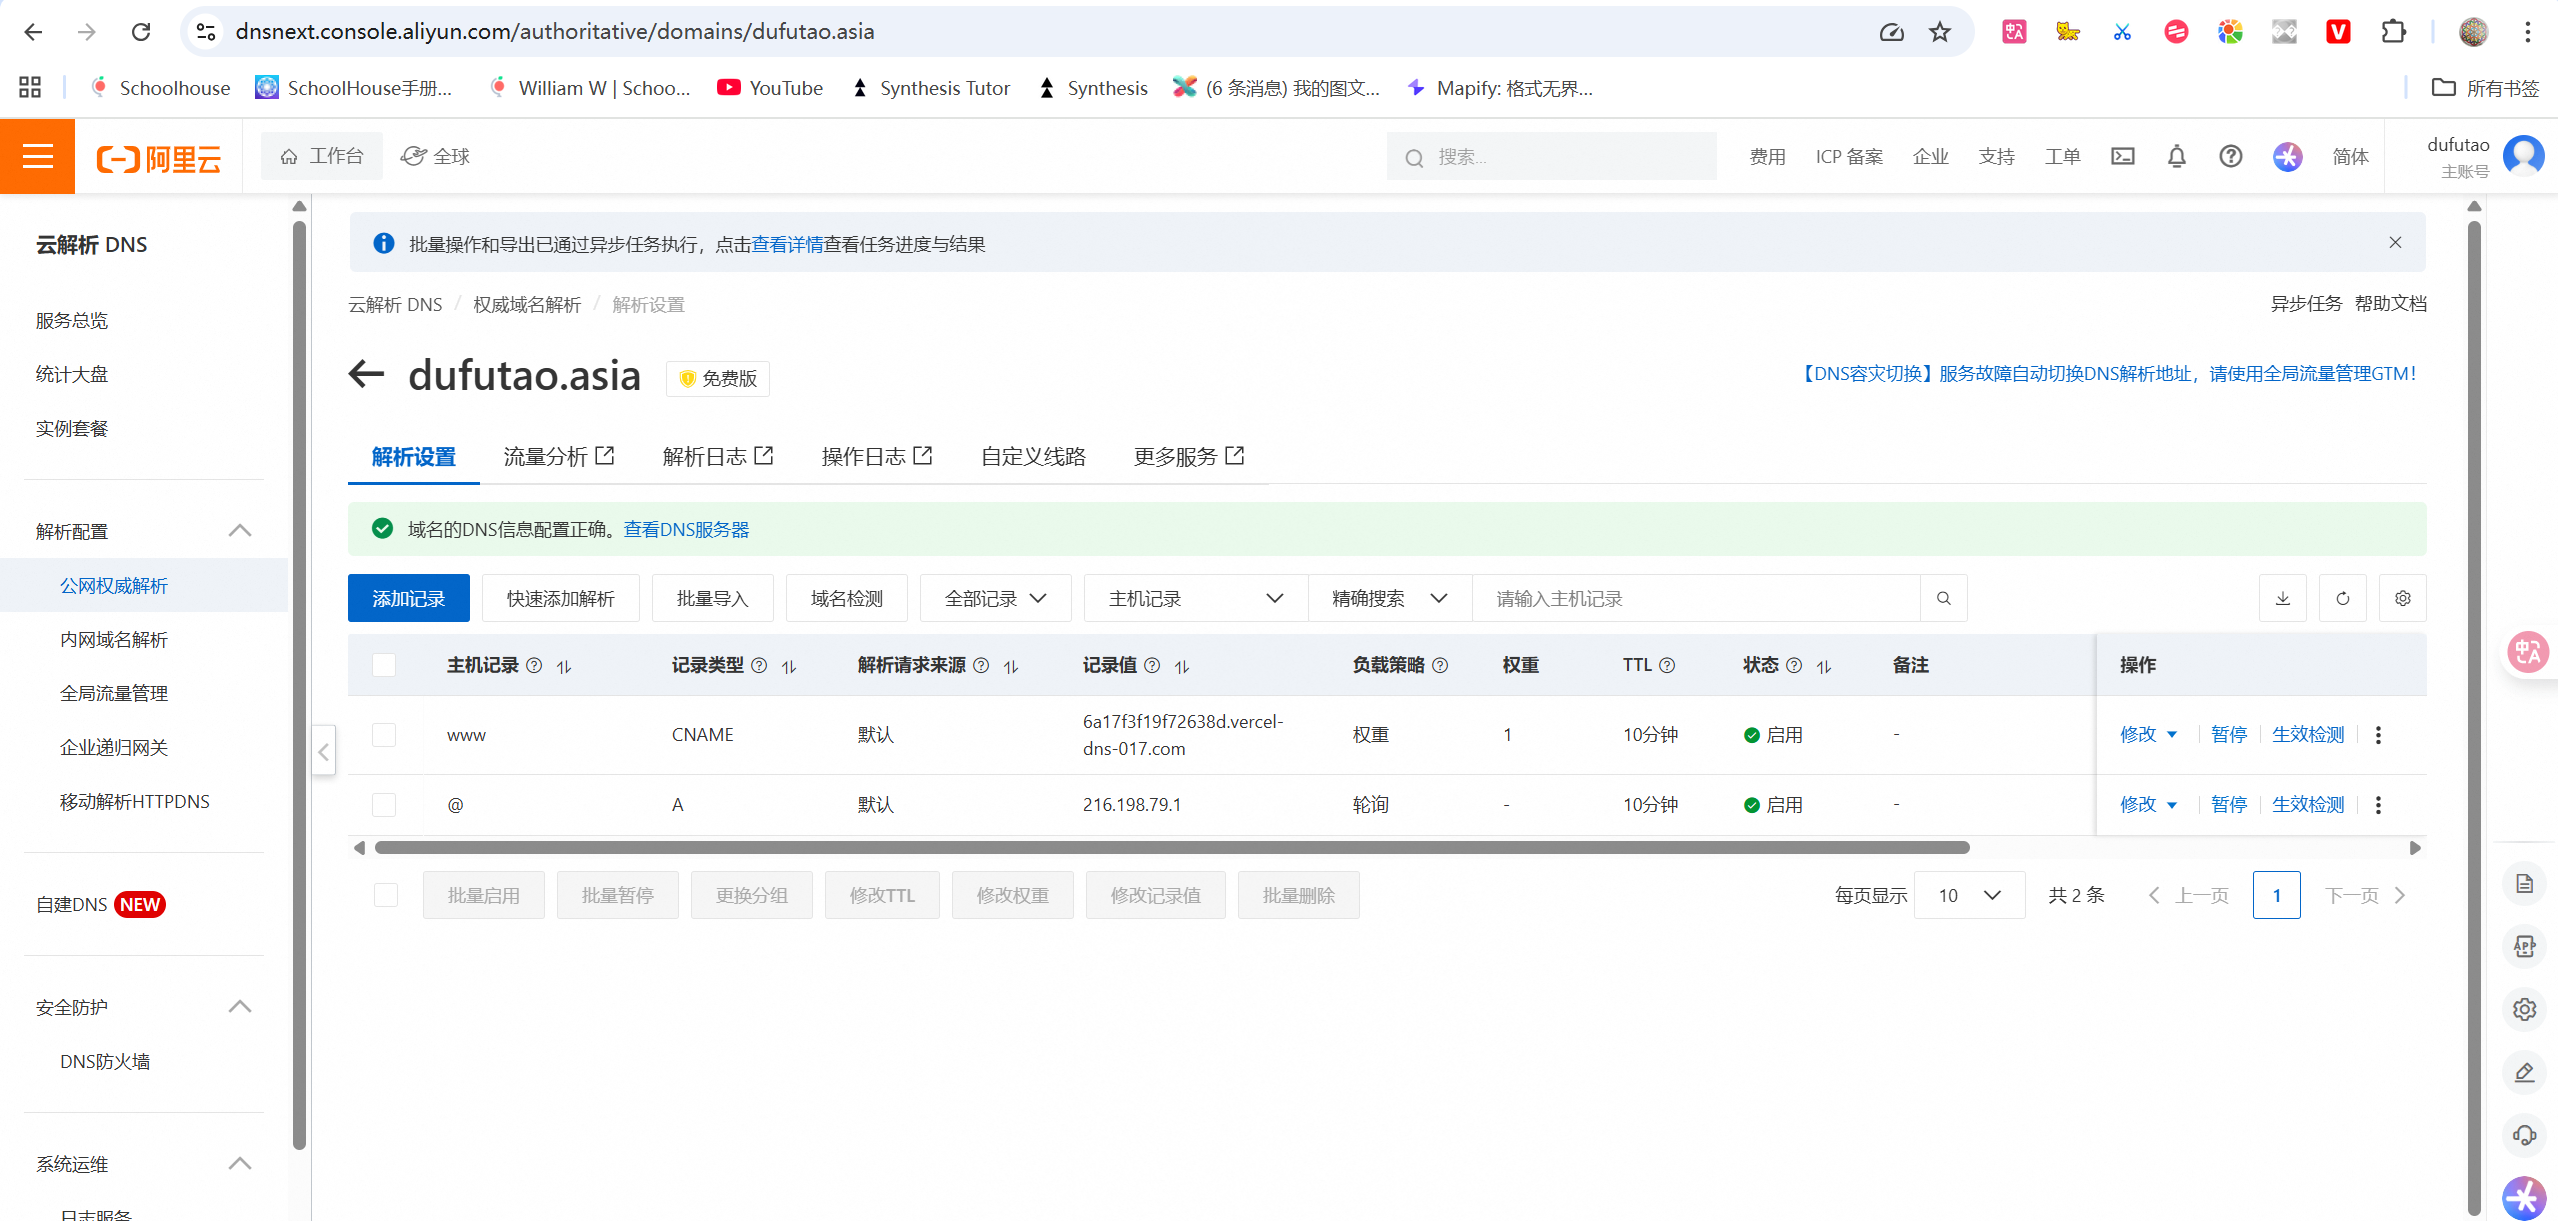 dnsnext.console.aliyun.com/authoritative/domains/dufutao.asia
Schoolhouse
SchoolHouse手册...
William W | Schoo...
YouTube
Synthesis Tutor
Synthesis
(6 条消息) 我的图文...
Mapify: 格式无界...
所有书签
阿里云
工作台
全球
搜索...
费用
ICP 备案
企业
支持
工单
简体
dufutao
主账号
云解析 DNS
服务总览
统计大盘
实例套餐
解析配置
公网权威解析
内网域名解析
全局流量管理
企业递归网关
移动解析HTTPDNS
自建DNS NEW
安全防护
DNS防火墙
系统运维
日志服务
批量操作和导出已通过异步任务执行，点击查看详情查看任务进度与结果
云解析 DNS / 权威域名解析 / 解析设置
异步任务 帮助文档
dufutao.asia 免费版
【DNS容灾切换】服务故障自动切换DNS解析地址，请使用全局流量管理GTM！
解析设置 流量分析 解析日志 操作日志 自定义线路 更多服务
域名的DNS信息配置正确。查看DNS服务器
添加记录 快速添加解析 批量导入 域名检测 全部记录 主机记录 精确搜索 请输入主机记录
主机记录 记录类型 解析请求来源 记录值 负载策略 权重 TTL 状态 备注 操作
www CNAME 默认 6a17f3f19f72638d.vercel-
dns-017.com 权重 1 10分钟 启用 - 修改 暂停 生效检测
@ A 默认 216.198.79.1 轮询 - 10分钟 启用 - 修改 暂停 生效检测
批量启用 批量暂停 更换分组 修改TTL 修改权重 修改记录值 批量删除
每页显示 10 共 2 条 上一页 1 下一页
中A
APP